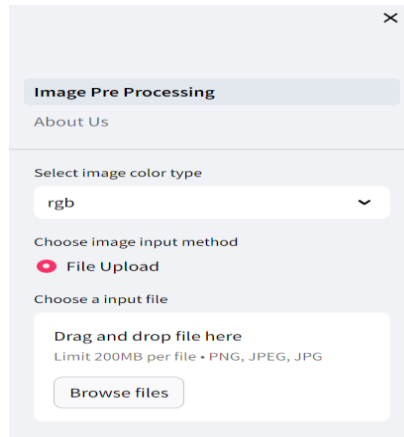 Image Pre Processing
About Us
Select image color type
rgb
Choose image input method
File Upload
Choose a input file
Drag and drop file here
Limit 200MB per file • PNG, JPEG, JPG
Browse files